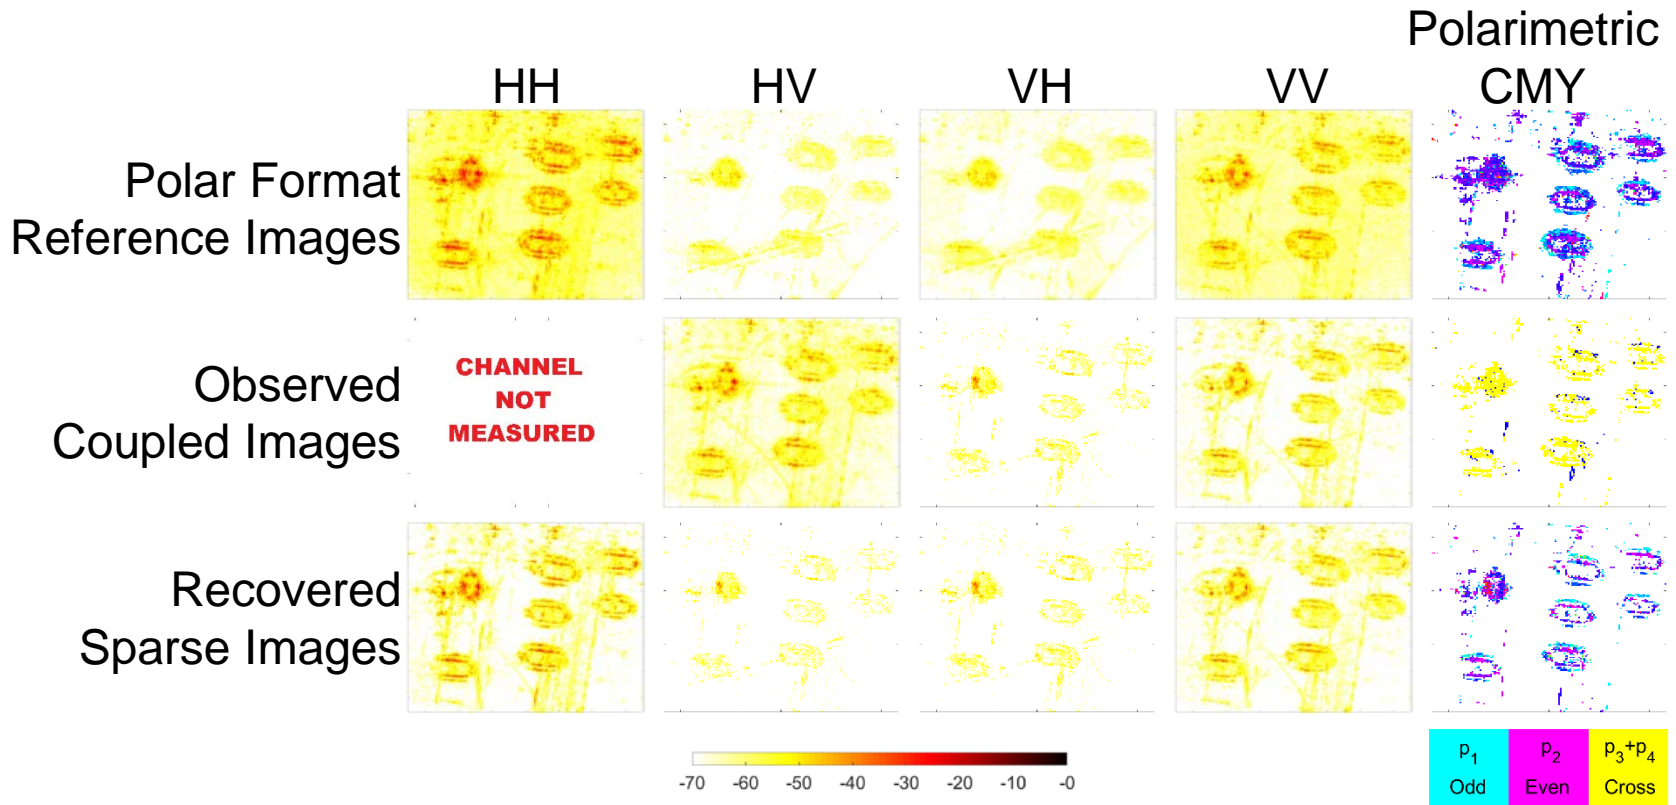 Polarimetric
HH HV VH VV CMY
Polar Format
Reference Images
Observed
Coupled Images
CHANNEL
NOT
MEASURED
Recovered
Sparse Images
-70 -60 -50 -40 -30 -20 -10 -0
p1 p2 p3+p4
Odd Even Cross